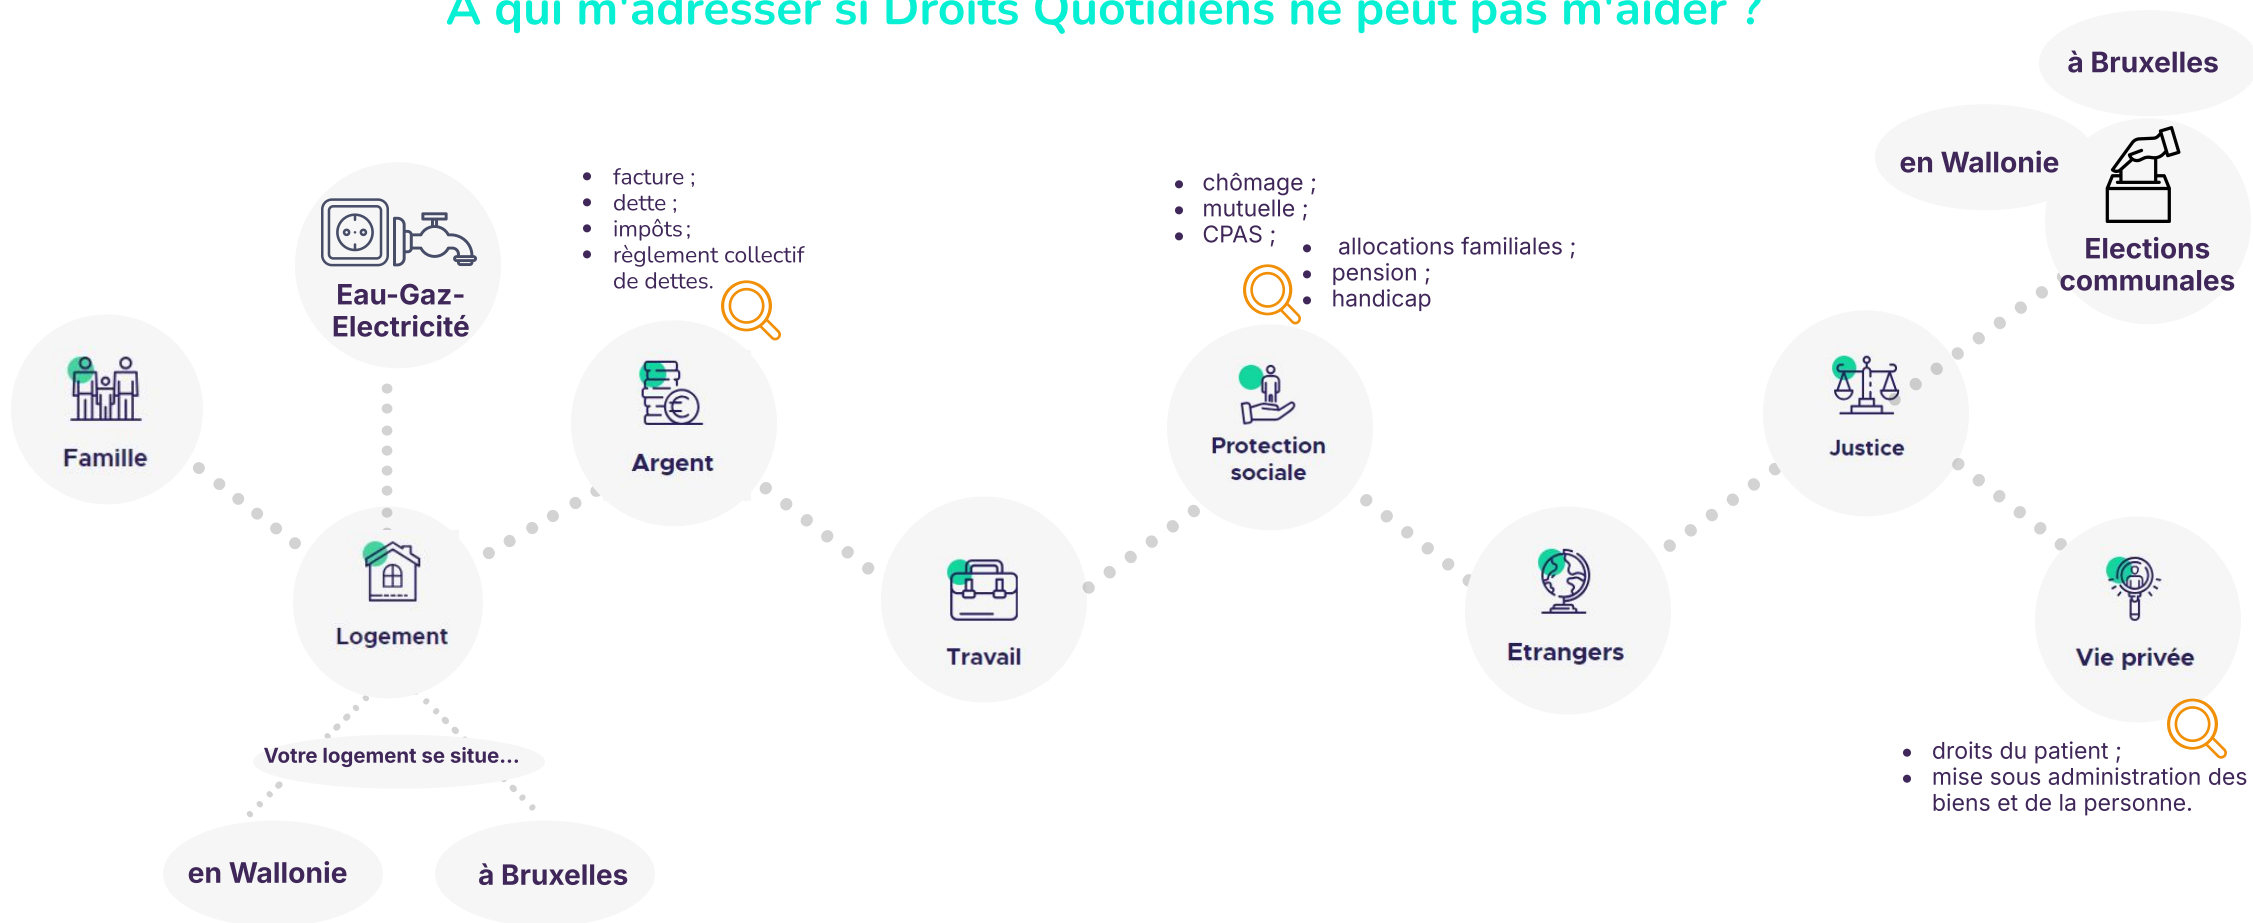 A qui m'adresser si Droits Quotidiens ne peut pas m'aider ?
à Bruxelles
en Wallonie
Elections
communales
Eau-Gaz-
Electricité
• facture ;
• dette ;
• impôts;
• règlement collectif
de dettes.
• chômage ;
• mutuelle ;
• CPAS ;
• allocations familiales ;
• pension ;
• handicap
Famille
Logement
Argent
Travail
Protection
sociale
Etrangers
Justice
Vie privée
• droits du patient ;
• mise sous administration des
biens et de la personne.
Votre logement se situe...
en Wallonie
à Bruxelles